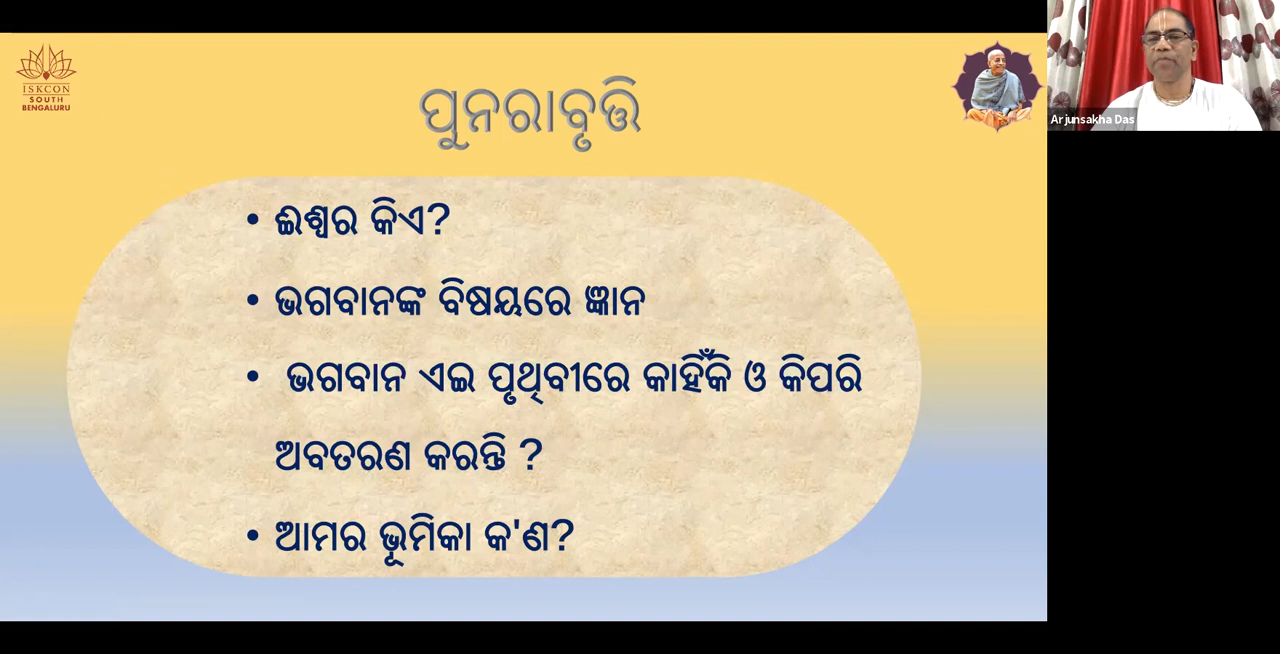 ISKCON
SOUTH
BENGALURU
ପୁନରାବୃତ୍ତି
Arjunsakha Das
• ଈଶ୍ୱର କିଏ?
• ଭଗବାନଙ୍କ ବିଷୟରେ ଜ୍ଞାନ
• ଭଗବାନ ଏଇ ପୃଥିବୀରେ କାହିଁକି ଓ କିପରି
ଅବତରଣ କରନ୍ତି ?
• ଆମର ଭୂମିକା କ'ଣ?